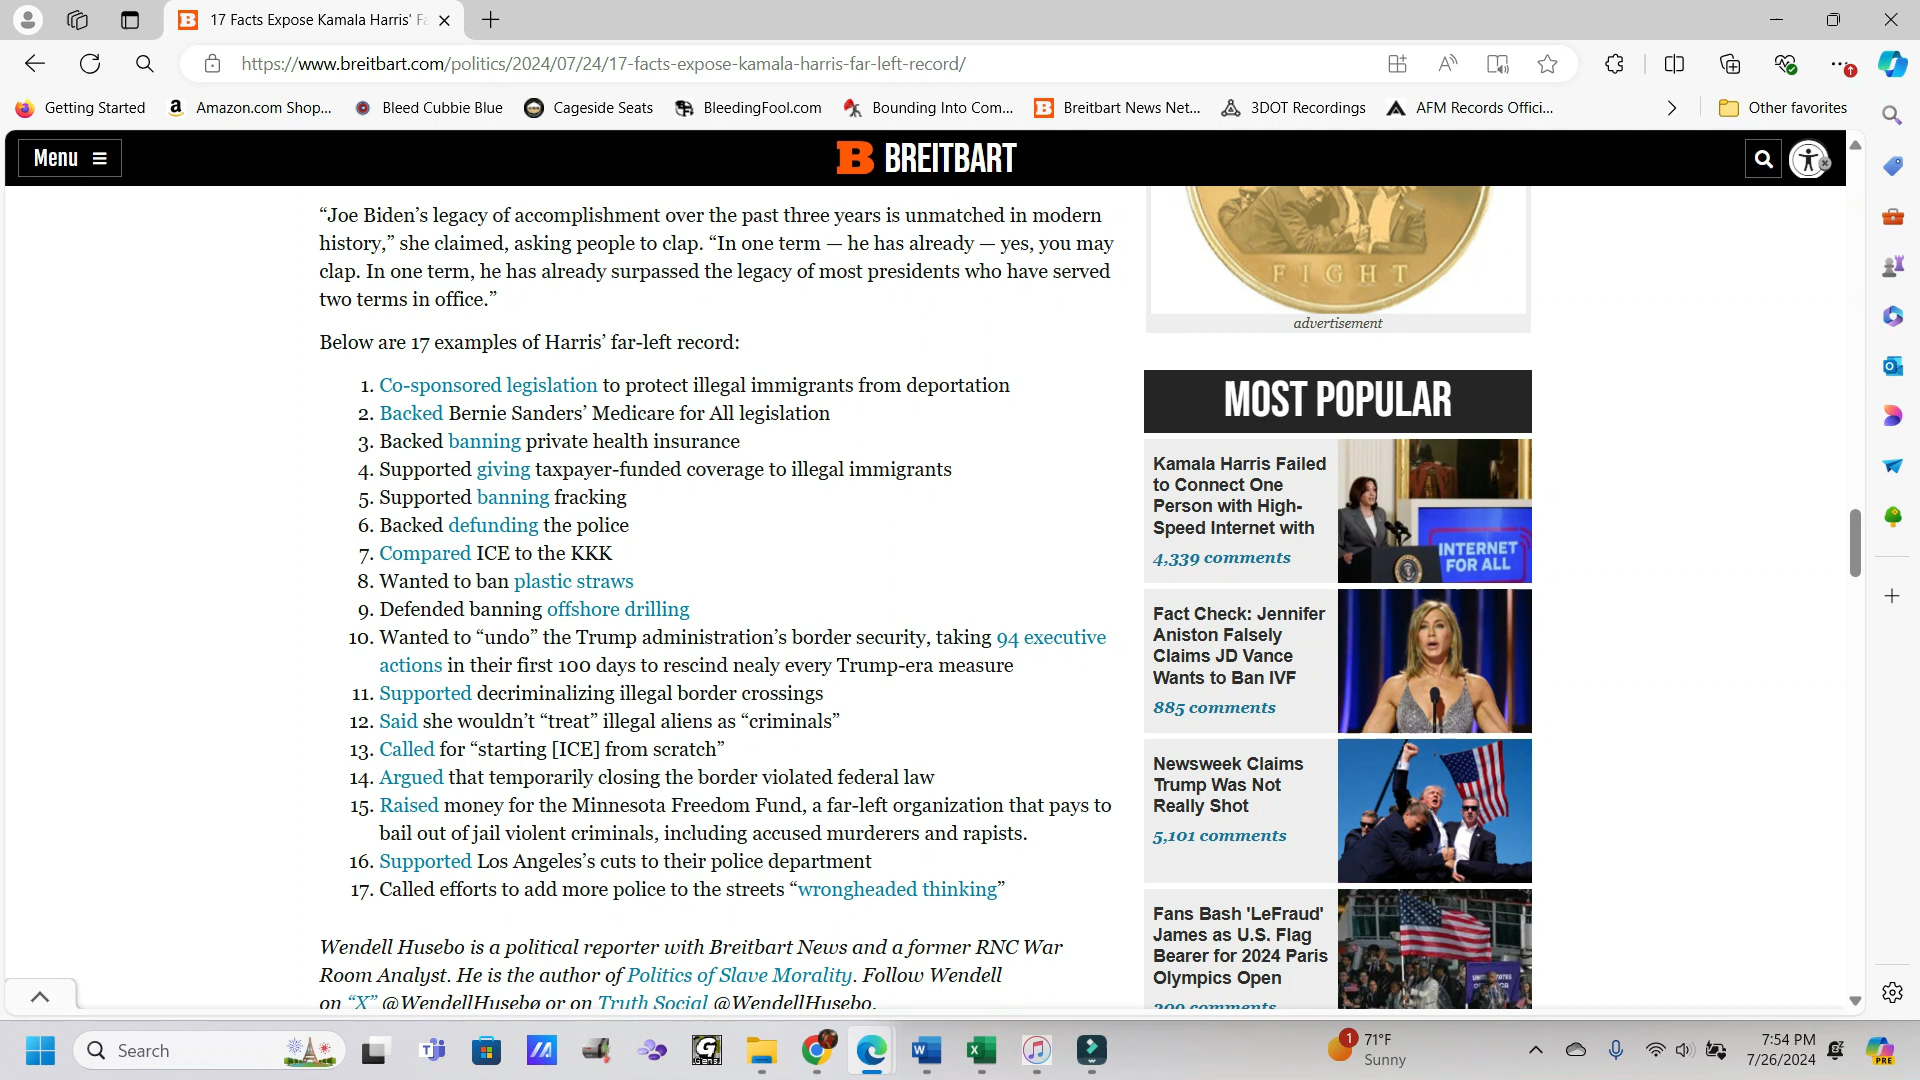 17 Facts Expose Kamala Harris' Fa
https://www.breitbart.com/politics/2024/07/24/17-facts-expose-kamala-harris-far-left-record/
Getting Started
Amazon.com Shop...
Bleed Cubbie Blue
Cageside Seats
BleedingFool.com
Bounding Into Com...
Breitbart News Net...
3DOT Recordings
AFM Records Offici...
Other favorites
Menu
BREITBART
“Joe Biden’s legacy of accomplishment over the past three years is unmatched in modern
history,” she claimed, asking people to clap. “In one term — he has already — yes, you may
clap. In one term, he has already surpassed the legacy of most presidents who have served
two terms in office.”
Below are 17 examples of Harris’ far-left record:
1. Co-sponsored legislation to protect illegal immigrants from deportation
2. Backed Bernie Sanders’ Medicare for All legislation
3. Backed banning private health insurance
4. Supported giving taxpayer-funded coverage to illegal immigrants
5. Supported banning fracking
6. Backed defunding the police
7. Compared ICE to the KKK
8. Wanted to ban plastic straws
9. Defended banning offshore drilling
10. Wanted to “undo” the Trump administration’s border security, taking 94 executive
actions in their first 100 days to rescind nealy every Trump-era measure
11. Supported decriminalizing illegal border crossings
12. Said she wouldn’t “treat” illegal aliens as “criminals”
13. Called for “starting [ICE] from scratch”
14. Argued that temporarily closing the border violated federal law
15. Raised money for the Minnesota Freedom Fund, a far-left organization that pays to
bail out of jail violent criminals, including accused murderers and rapists.
16. Supported Los Angeles’s cuts to their police department
17. Called efforts to add more police to the streets “wrongheaded thinking”
Wendell Husebo is a political reporter with Breitbart News and a former RNC War
Room Analyst. He is the author of Politics of Slave Morality. Follow Wendell
on “X” @WendellHusebø or on Truth Social @WendellHusebo.
FIGHT
advertisement
MOST POPULAR
Kamala Harris Failed
to Connect One
Person with High-
Speed Internet with
4,339 comments
INTERNET
FOR ALL
Fact Check: Jennifer
Aniston Falsely
Claims JD Vance
Wants to Ban IVF
885 comments
Newsweek Claims
Trump Was Not
Really Shot
5,101 comments
Fans Bash 'LeFraud'
James as U.S. Flag
Bearer for 2024 Paris
Olympics Open
309 comments
Search
1
71°F
Sunny
7:54 PM
7/26/2024
PRE